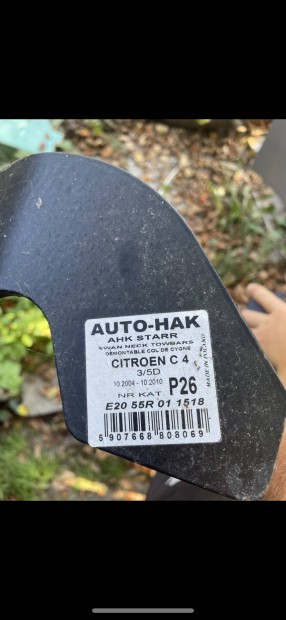 AUTO-HAK
AHK STARR
SWAN NECK TOWBARS
DÉMONTABLE COL DE CYGNE
CITROEN C 4
3/5D
10.2004 - 10.2010 P26
NR KAT
MADE IN POLAND
E20 55R 01 1518
5 907668 808069